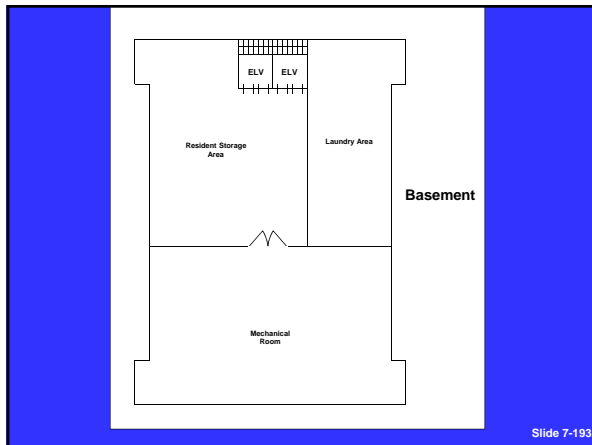 ELV ELV
Resident Storage
Area
Laundry Area
Basement
Mechanical
Room
Slide 7-193